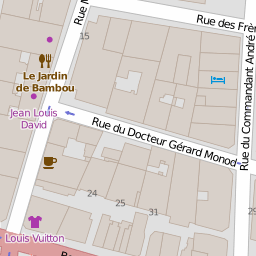 Rue des Frè
15
Rue
Le Jardin
de Bambou
Jean Louis
David
Rue du Docteur Gérard Monod
Rue du Commandant André
24
25
31
Louis Vuitton